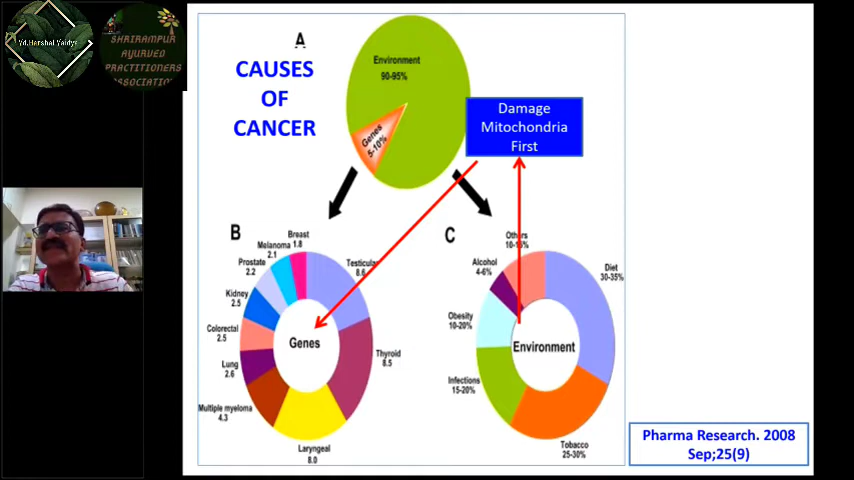 Yd.Harshal Vaidya
SHRIRAMPUR
AYURVED
PRACTITIONERS
ASSOCIATION
A
CAUSES
OF
CANCER
Environment
90-95%
Genes
5-10%
Damage
Mitochondria
First
B
Breast
1.8
Melanoma
2.1
Prostate
2.2
Kidney
2.5
Colorectal
2.5
Lung
2.6
Multiple myeloma
4.3
Laryngeal
8.0
Thyroid
8.5
Testicular
8.6
Genes
C
Others
10-15%
Alcohol
4-6%
Obesity
10-20%
Infections
15-20%
Tobacco
25-30%
Diet
30-35%
Environment
Pharma Research. 2008
Sep;25(9)